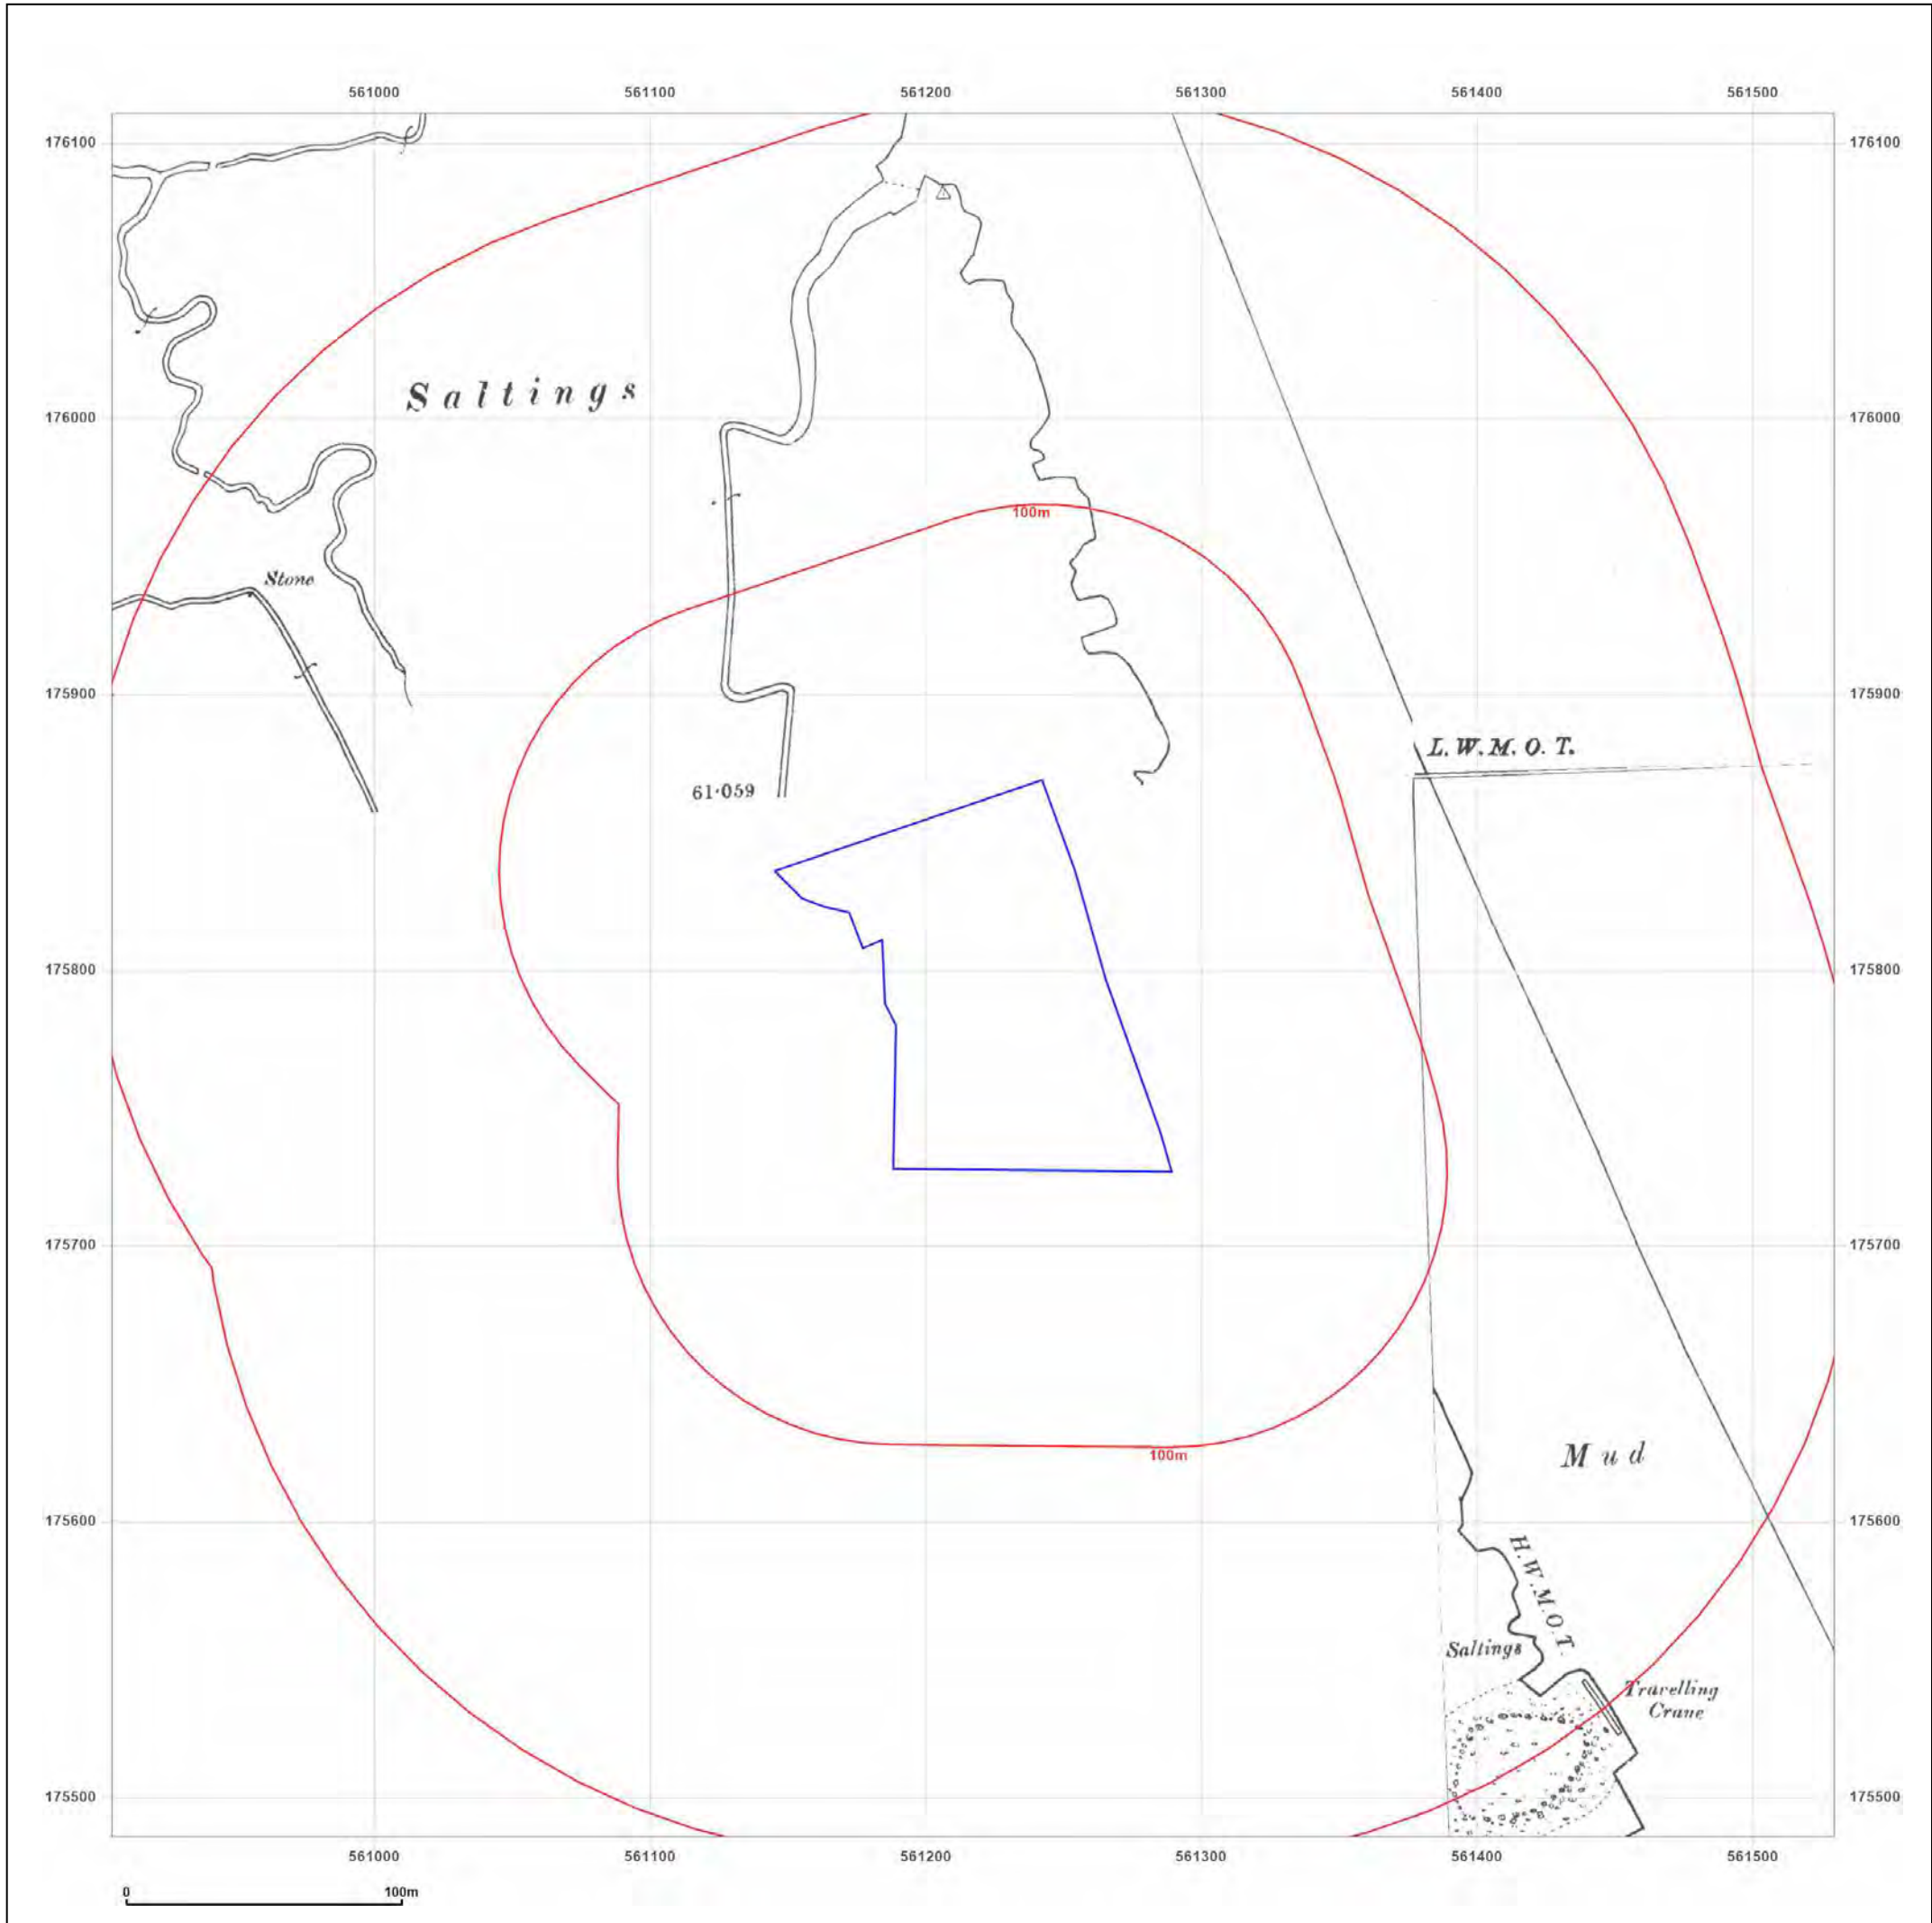 561000 561100 561200 561300 561400 561500
176100 176100
Saltings
176000 176000
100m
Stone
175900 175900
L.W.M.O.T.
61·059
175800 175800
175700 175700
100m
Mud
175600 175600
H.W.M.O.T.
Saltings
Travelling
Crane
175500 175500
561000 561100 561200 561300 561400 561500
0 100m